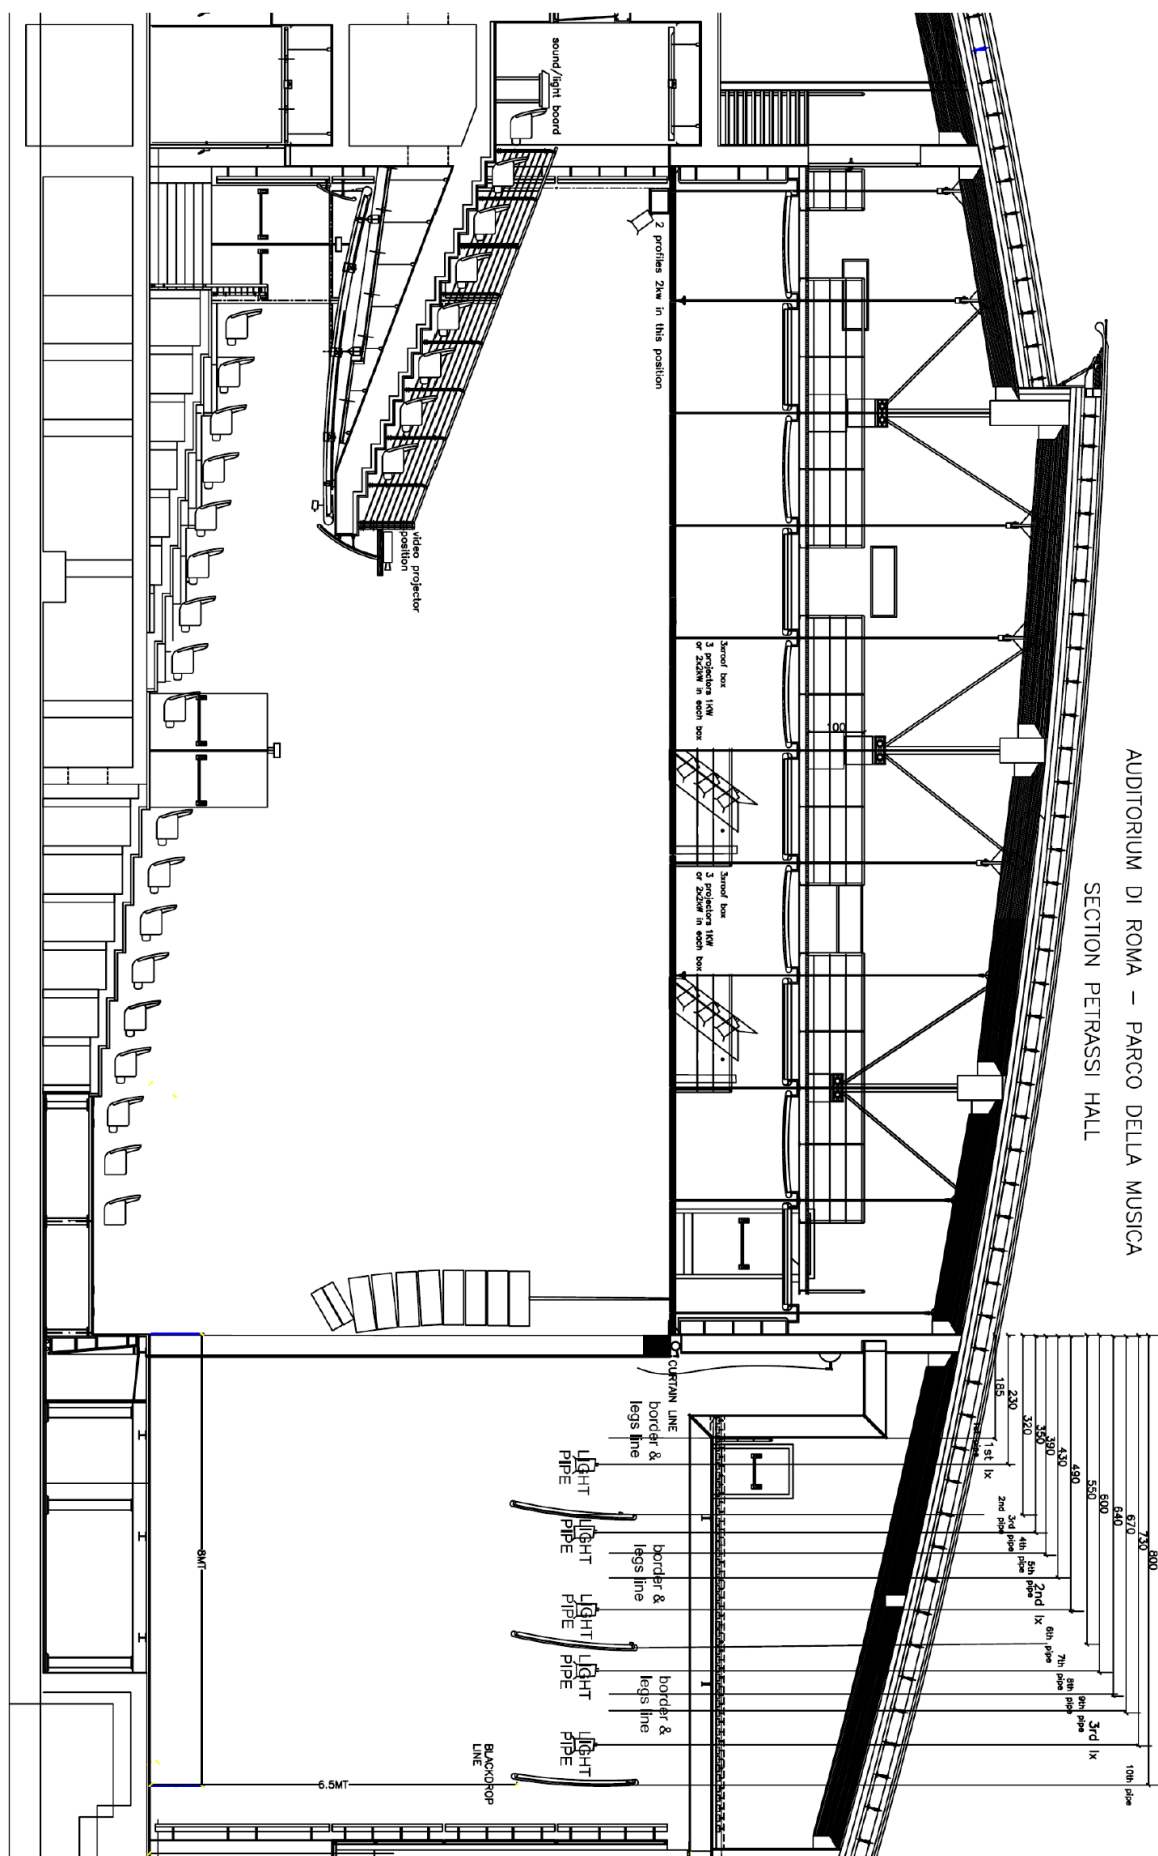 AUDITORIUM DI ROMA - PARCO DELLA MUSICA
SECTION PETRASSI HALL
sound/light board
2 profiles 2kw in this position
video projector
position
3xroof box
3 projectors 1KW
or 2x2kW in each box
3xroof box
3 projectors 1KW
or 2x2kW in each box
100
CURTAIN LINE
border &
legs line
LIGHT
PIPE
LIGHT
PIPE
border &
legs line
LIGHT
PIPE
LIGHT
PIPE
border &
legs line
LIGHT
PIPE
BLACKDROP
LINE
8MT
6.5MT
185
230
320
350
390
430
490
550
600
640
670
730
800
1st pipe
1st lx
2nd pipe
3rd pipe
4th pipe
5th pipe
2nd lx
6th pipe
7th pipe
8th pipe
9th pipe
3rd lx
10th pipe